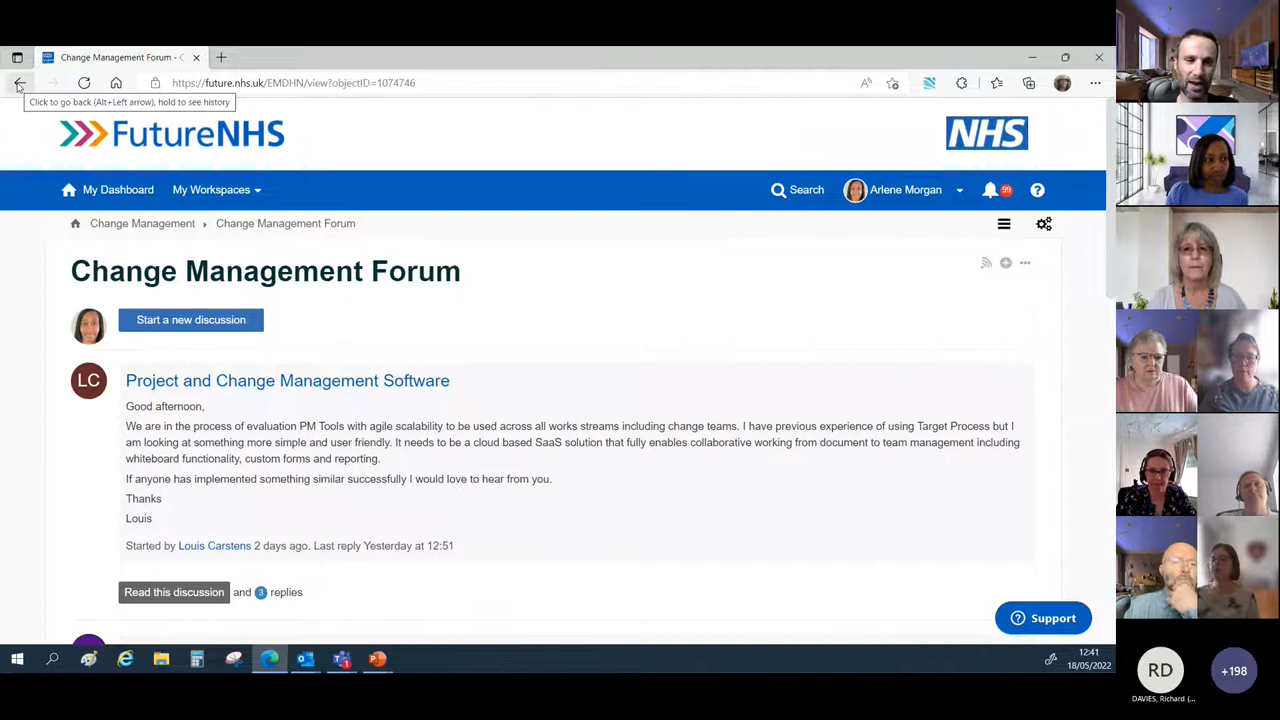 Change Management Forum - C
https://future.nhs.uk/EMDHN/view?objectID=1074746
Click to go back (Alt+Left arrow), hold to see history
FutureNHS
NHS
My Dashboard
My Workspaces
Search
Arlene Morgan
99
Change Management
Change Management Forum
Change Management Forum
Start a new discussion
LC
Project and Change Management Software
Good afternoon,
We are in the process of evaluation PM Tools with agile scalability to be used across all works streams including change teams. I have previous experience of using Target Process but I
am looking at something more simple and user friendly. It needs to be a cloud based SaaS solution that fully enables collaborative working from document to team management including
whiteboard functionality, custom forms and reporting.
If anyone has implemented something similar successfully I would love to hear from you.
Thanks
Louis
Started by Louis Carstens 2 days ago. Last reply Yesterday at 12:51
Read this discussion and 3 replies
Support
12:41
18/05/2022
RD
+198
DAVIES, Richard (...